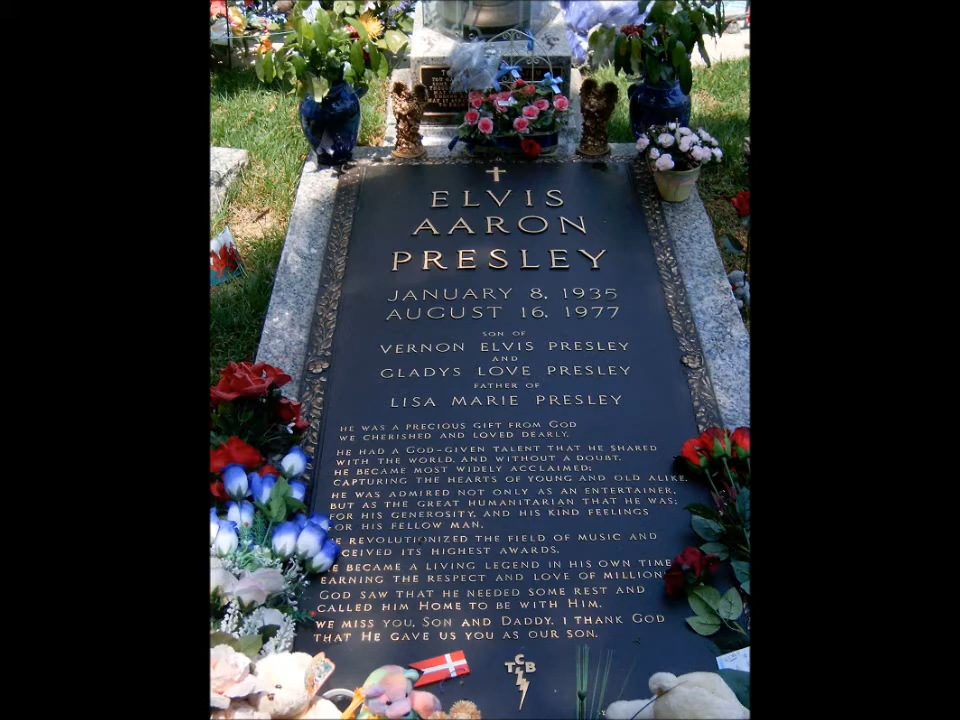 ELVIS
AARON
PRESLEY
JANUARY 8, 1935
AUGUST 16, 1977
SON OF
VERNON ELVIS PRESLEY
AND
GLADYS LOVE PRESLEY
FATHER OF
LISA MARIE PRESLEY
HE WAS A PRECIOUS GIFT FROM GOD
WE CHERISHED AND LOVED DEARLY.
HE HAD A GOD-GIVEN TALENT THAT HE SHARED
WITH THE WORLD. AND WITHOUT A DOUBT,
HE BECAME MOST WIDELY ACCLAIMED;
CAPTURING THE HEARTS OF YOUNG AND OLD ALIKE.
HE WAS ADMIRED NOT ONLY AS AN ENTERTAINER,
BUT AS THE GREAT HUMANITARIAN THAT HE WAS;
FOR HIS GENEROSITY, AND HIS KIND FEELINGS
FOR HIS FELLOW MAN.
HE REVOLUTIONIZED THE FIELD OF MUSIC AND
RECEIVED ITS HIGHEST AWARDS.
HE BECAME A LIVING LEGEND IN HIS OWN TIME
EARNING THE RESPECT AND LOVE OF MILLIONS
GOD SAW THAT HE NEEDED SOME REST AND
CALLED HIM HOME TO BE WITH HIM.
WE MISS YOU, SON AND DADDY. I THANK GOD
THAT HE GAVE US YOU AS OUR SON.
TCB